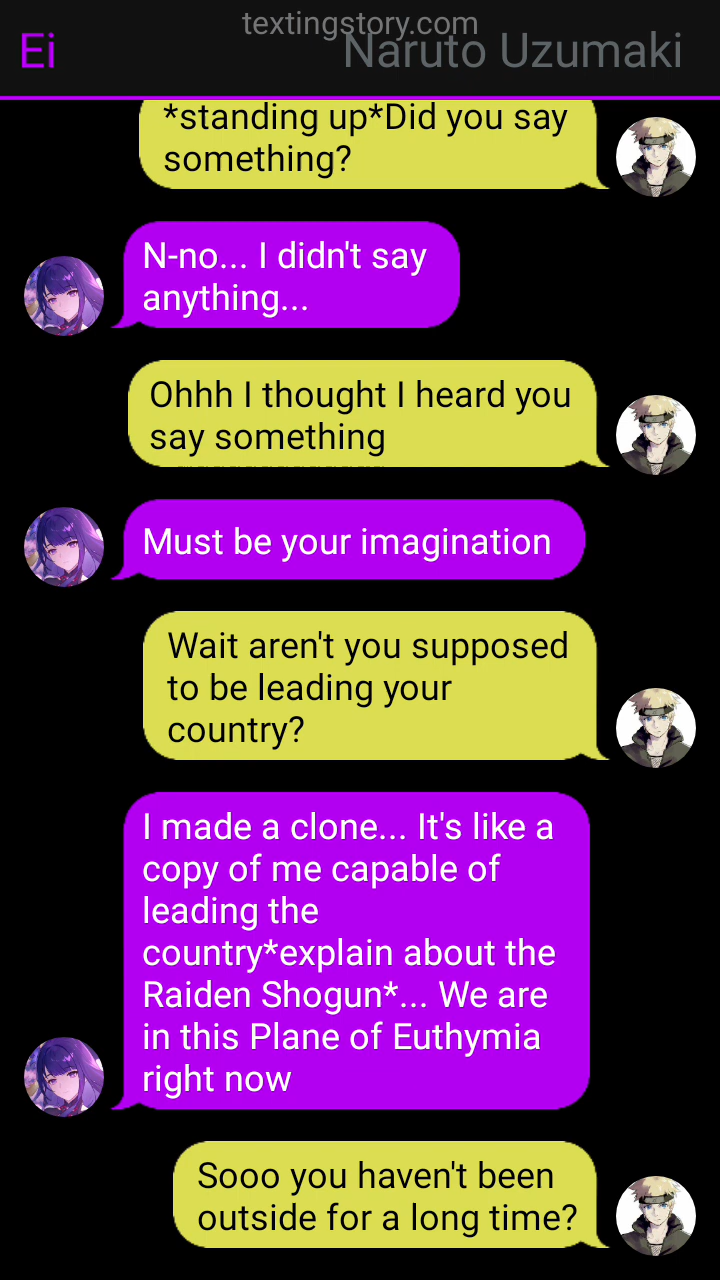 textingstory.com
Ei
Naruto Uzumaki
*standing up*Did you say
something?
N-no... I didn't say
anything...
Ohhh I thought I heard you
say something
Must be your imagination
Wait aren't you supposed
to be leading your
country?
I made a clone... It's like a
copy of me capable of
leading the
country*explain about the
Raiden Shogun*... We are
in this Plane of Euthymia
right now
Sooo you haven't been
outside for a long time?